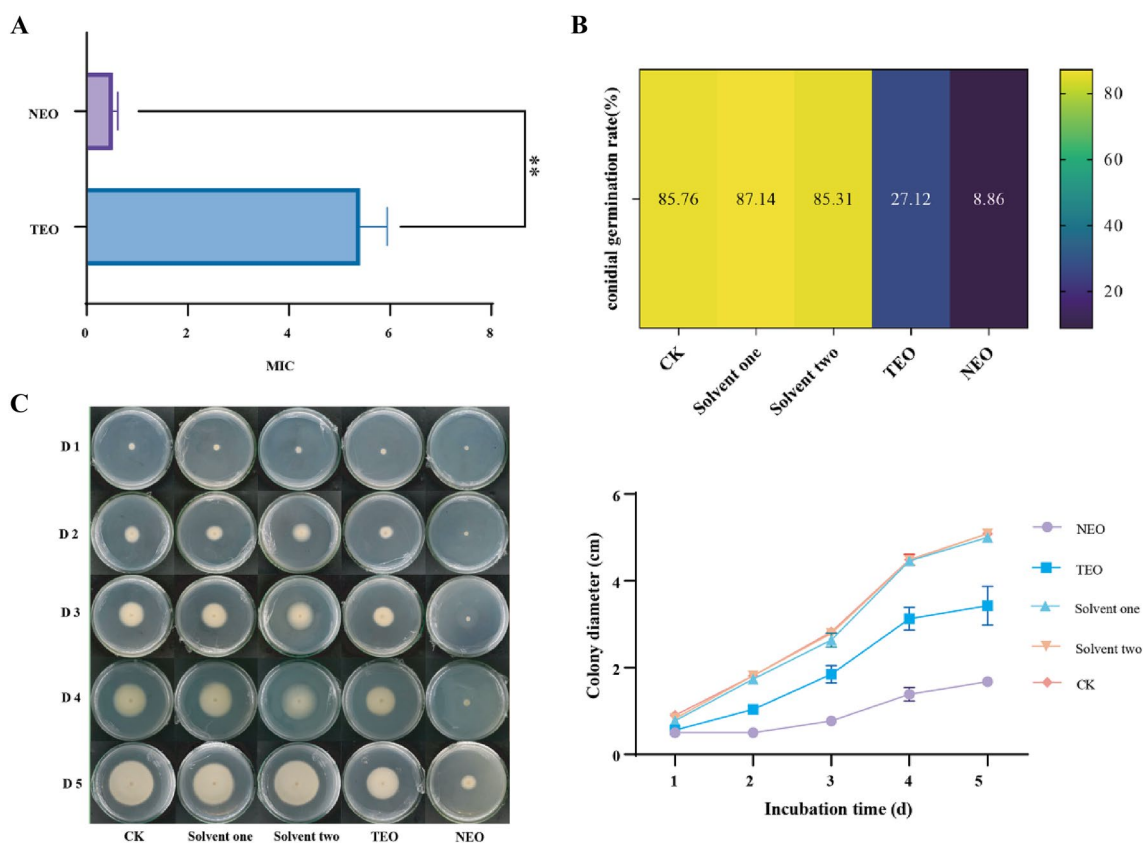 A
NEO
TEO
**
0 2 4 6 8
MIC
B
conidial germination rate(%)
85.76 87.14 85.31 27.12 8.86
CK Solvent one Solvent two TEO NEO
80
60
40
20
C
D 1
D 2
D 3
D 4
D 5
CK Solvent one Solvent two TEO NEO
Colony diameter (cm)
6
4
2
0
1 2 3 4 5
Incubation time (d)
NEO
TEO
Solvent one
Solvent two
CK